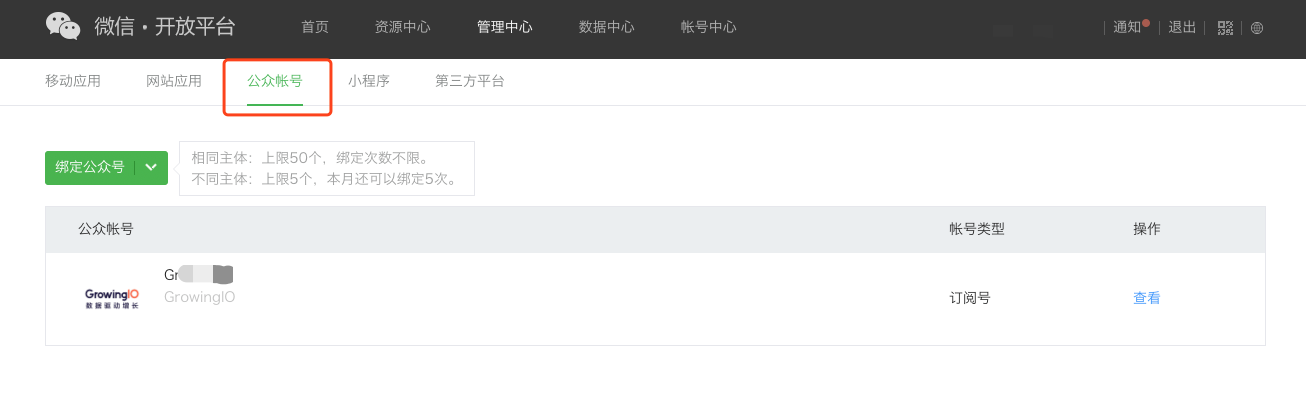 微信·开放平台 首页 资源中心 管理中心 数据中心 帐号中心 通知 退出
移动应用 网站应用 公众帐号 小程序 第三方平台
绑定公众号
相同主体：上限50个，绑定次数不限。
不同主体：上限5个，本月还可以绑定5次。
公众帐号 帐号类型 操作
Gr
GrowingIO
数据驱动增长
GrowingIO
订阅号 查看